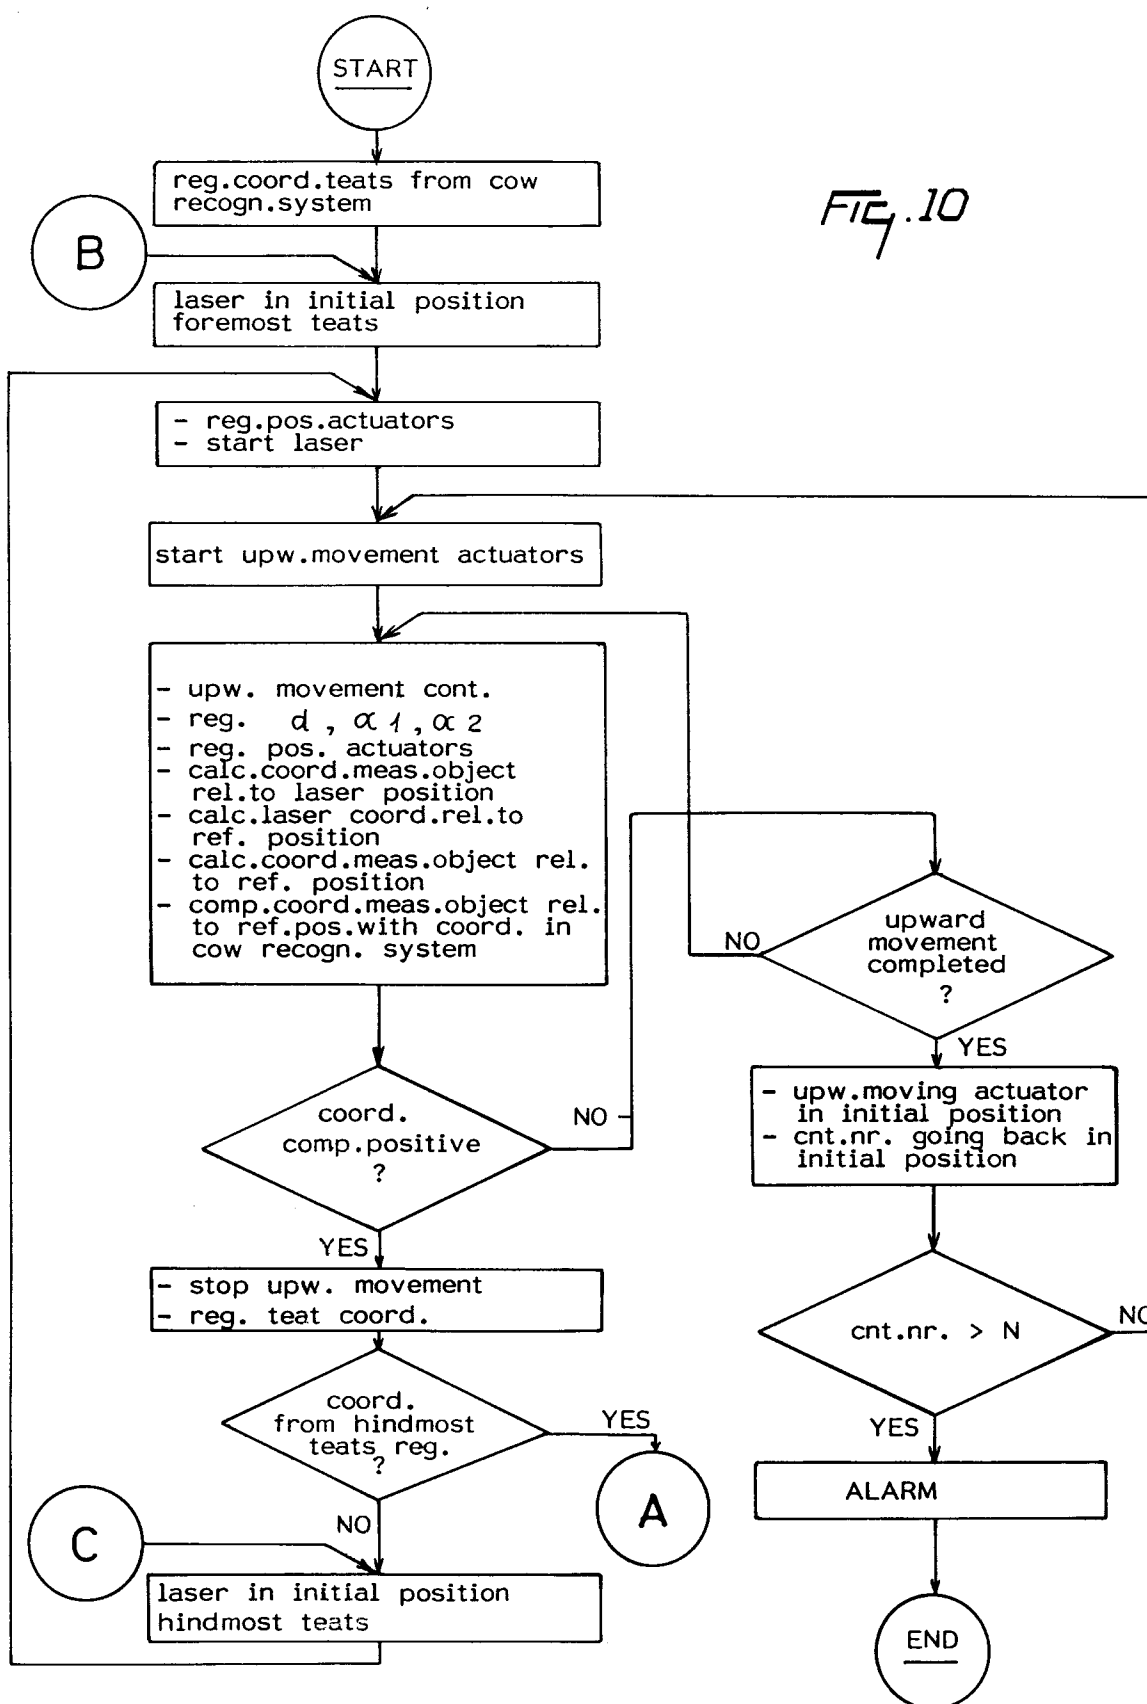 START
reg.coord.teats from cow
recogn.system
Fig.10
B
laser in initial position
foremost teats
- reg.pos.actuators
- start laser
start upw.movement actuators
- upw. movement cont.
- reg. d , α1, α2
- reg. pos. actuators
- calc.coord.meas.object
rel.to laser position
- calc.laser coord.rel.to
ref. position
- calc.coord.meas.object rel.
to ref. position
- comp.coord.meas.object rel.
to ref.pos.with coord. in
cow recogn. system
upward
movement
completed
?
NO
YES
- upw.moving actuator
in initial position
- cnt.nr. going back in
initial position
coord.
comp.positive
?
NO
YES
- stop upw. movement
- reg. teat coord.
cnt.nr. > N
NO
YES
coord.
from hindmost
teats reg.
?
YES
A
NO
ALARM
C
laser in initial position
hindmost teats
END